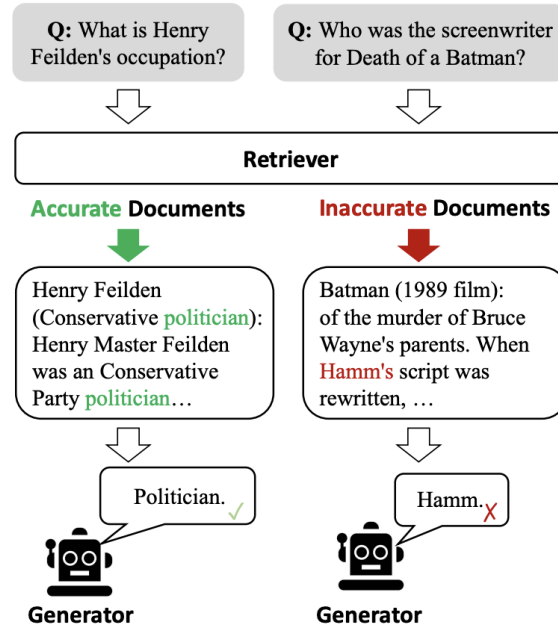 Q: What is Henry
Feilden's occupation?
Q: Who was the screenwriter
for Death of a Batman?
Retriever
Accurate Documents
Inaccurate Documents
Henry Feilden
(Conservative politician):
Henry Master Feilden
was an Conservative
Party politician…
Batman (1989 film):
of the murder of Bruce
Wayne's parents. When
Hamm's script was
rewritten, …
Politician.
Hamm.
Generator
Generator